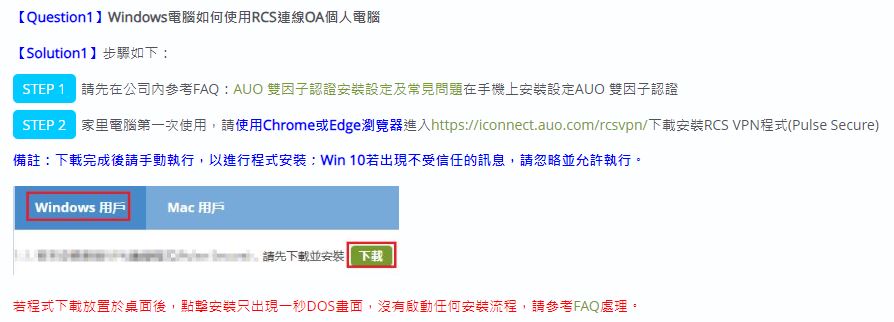 【Question1】Windows電腦如何使用RCS連線OA個人電腦
【Solution1】步驟如下：
STEP 1 請先在公司內參考FAQ：AUO 雙因子認證安裝設定及常見問題在手機上安裝設定AUO 雙因子認證
STEP 2 家里電腦第一次使用，請使用Chrome或Edge瀏覽器進入https://iconnect.auo.com/rcsvpn/下載安裝RCS VPN程式(Pulse Secure)
備註：下載完成後請手動執行，以進行程式安裝；Win 10若出現不受信任的訊息，請忽略並允許執行。
Windows 用戶 Mac 用戶
請先下載並安裝 下載
若程式下載放置於桌面後，點擊安裝只出現一秒DOS畫面，沒有啟動任何安裝流程，請參考FAQ處理。